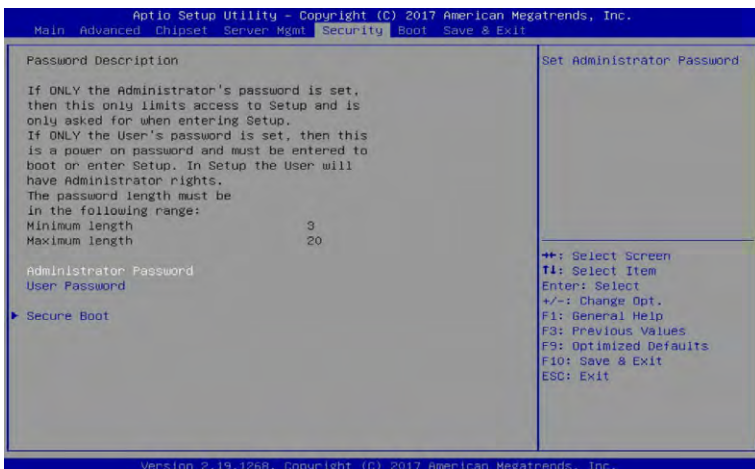 Aptio Setup Utility – Copyright (C) 2017 American Megatrends, Inc.
Main Advanced Chipset Server Mgmt Security Boot Save & Exit
Password Description
If ONLY the Administrator's password is set,
then this only limits access to Setup and is
only asked for when entering Setup.
If ONLY the User's password is set, then this
is a power on password and must be entered to
boot or enter Setup. In Setup the User will
have Administrator rights.
The password length must be
in the following range:
Minimum length 3
Maximum length 20
Administrator Password
User Password
▶ Secure Boot
Set Administrator Password
→←: Select Screen
↑↓: Select Item
Enter: Select
+/-: Change Opt.
F1: General Help
F3: Previous Values
F9: Optimized Defaults
F10: Save & Exit
ESC: Exit
Version 2.19.1268. Copyright (C) 2017 American Megatrends, Inc.